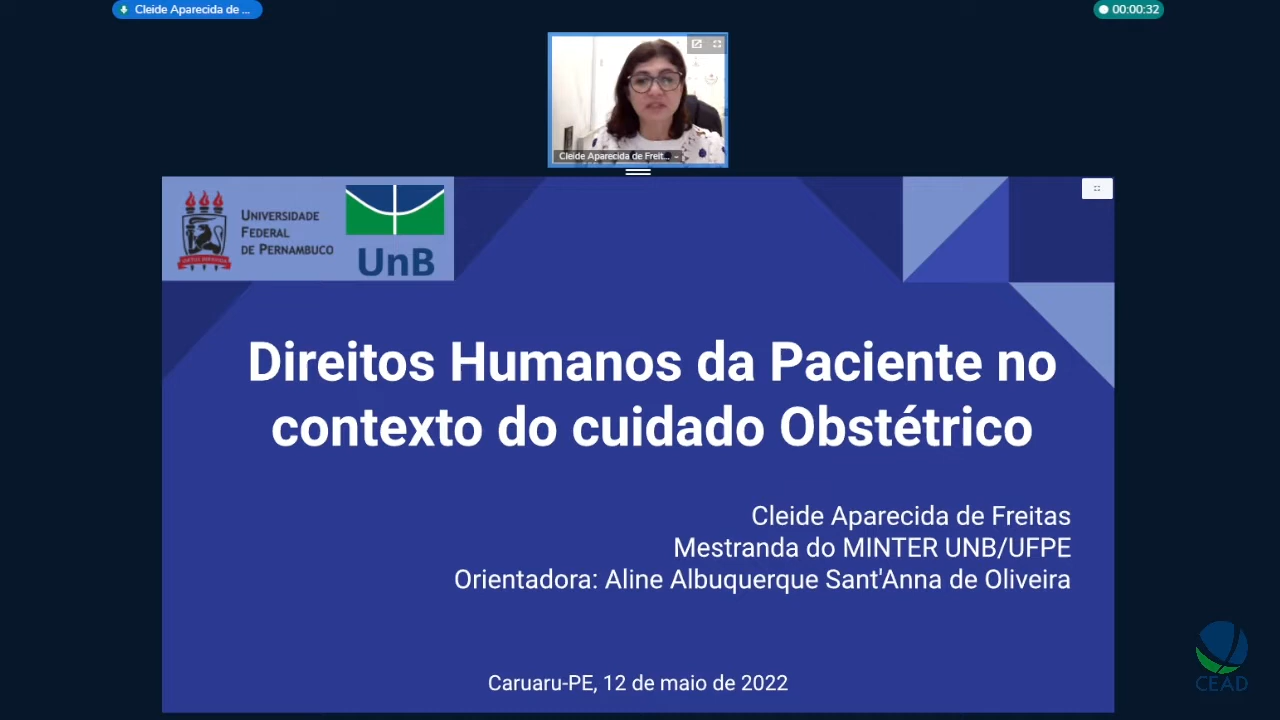 Cleide Aparecida de ...
00:00:32
Cleide Aparecida de Freit...
UNIVERSIDADE
FEDERAL
DE PERNAMBUCO
UnB
Direitos Humanos da Paciente no
contexto do cuidado Obstétrico
Cleide Aparecida de Freitas
Mestranda do MINTER UNB/UFPE
Orientadora: Aline Albuquerque Sant'Anna de Oliveira
Caruaru-PE, 12 de maio de 2022
CEAD